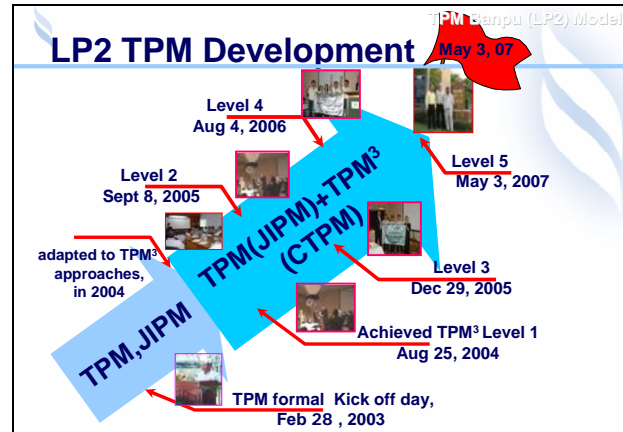 TPM Banpu (LP2) Model
LP2 TPM Development
May 3, 07
Level 4
Aug 4, 2006
Level 2
Sept 8, 2005
Level 5
May 3, 2007
TPM(JIPM)+TPM³
(CTPM)
adapted to TPM³
approaches,
in 2004
Level 3
Dec 29, 2005
TPM,JIPM
Achieved TPM³ Level 1
Aug 25, 2004
TPM formal Kick off day,
Feb 28 , 2003